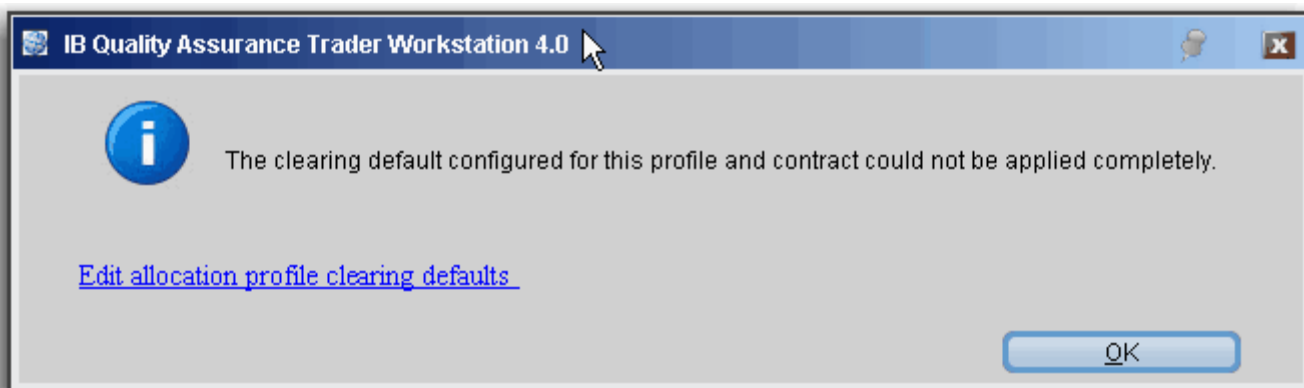 IB Quality Assurance Trader Workstation 4.0
The clearing default configured for this profile and contract could not be applied completely.
Edit allocation profile clearing defaults
OK